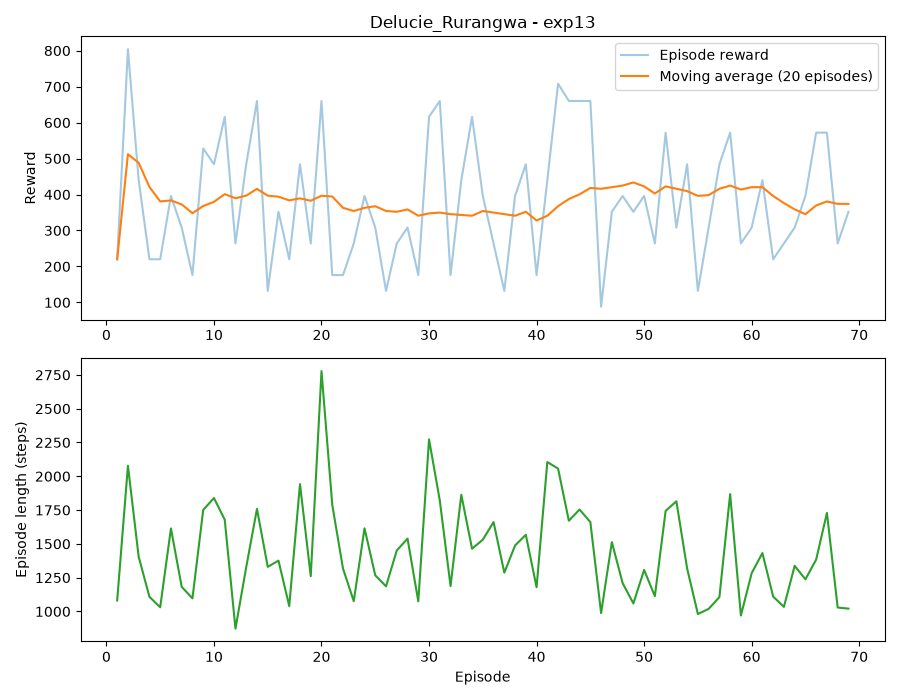 Delucie_Rurangwa - exp13
Episode reward
Moving average (20 episodes)
Reward
800
700
600
500
400
300
200
100
0 10 20 30 40 50 60 70
Episode length (steps)
2750
2500
2250
2000
1750
1500
1250
1000
0 10 20 30 40 50 60 70
Episode